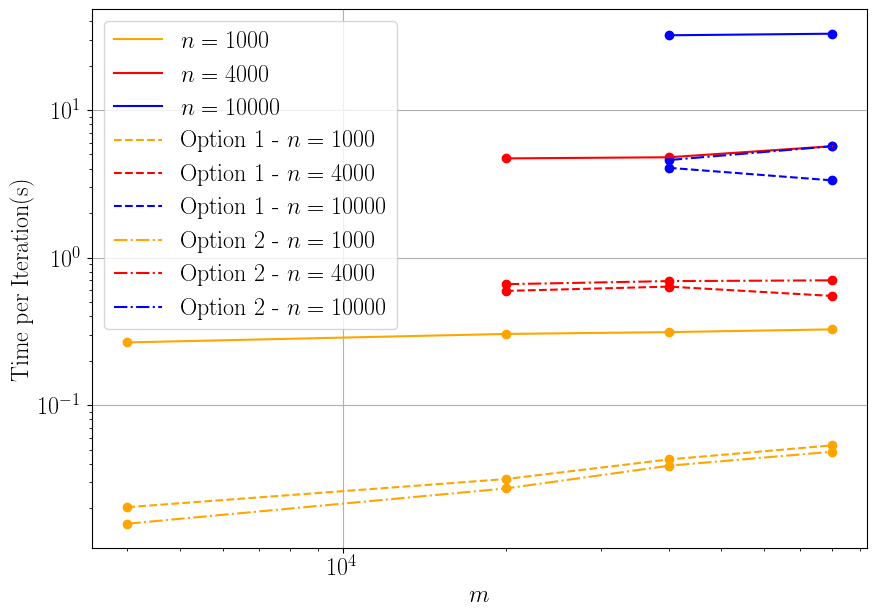 n = 1000
n = 4000
n = 10000
Option 1 - n = 1000
Option 1 - n = 4000
Option 1 - n = 10000
Option 2 - n = 1000
Option 2 - n = 4000
Option 2 - n = 10000
10^1
10^0
10^{-1}
Time per Iteration(s)
10^4
m